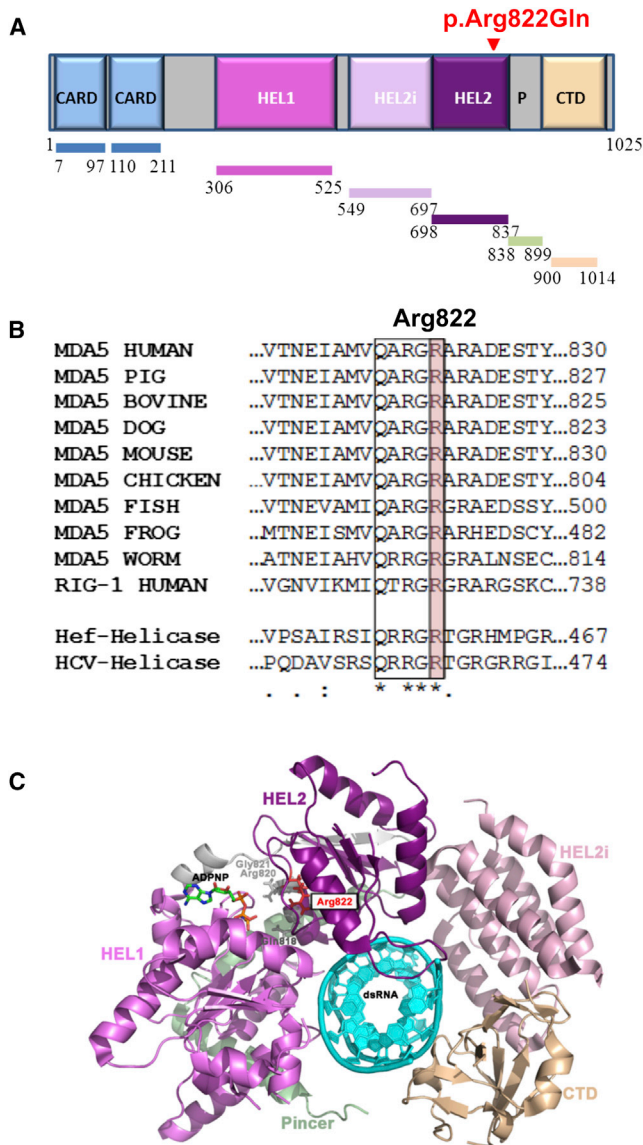 A
p.Arg822Gln
CARD CARD HEL1 HEL2i HEL2 P CTD
1 1025
7 97 110 211
306 525
549 697
698 837
838 899
900 1014
B
Arg822
MDA5 HUMAN ...VTNEIAMVQARGRARADESTY...830
MDA5 PIG ...VTNEIAMVQARGRARADESTY...827
MDA5 BOVINE ...VTNEIAMVQARGRARADESTY...825
MDA5 DOG ...VTNEIAMVQARGRARADESTY...823
MDA5 MOUSE ...VTNEIAMVQARGRARADESTY...830
MDA5 CHICKEN ...VTNEIAMVQARGRARADESTY...804
MDA5 FISH ...VTNEVAMIQARGRGRAEDSSY...500
MDA5 FROG ...MTNEISMVQARGRARHEDSCY...482
MDA5 WORM ...ATNEIAHVQRRGRGRALNSEC...814
RIG-1 HUMAN ...VGNVIKMIQTRGRGRARGSKC...738
Hef-Helicase ...VPSAIRSIQRRGRTGRHMPGR...467
HCV-Helicase ...PQDAVSRSQRRGRTGRGRRGI...474
. . : * ***.
C
HEL2
Gly821
Arg820
ADPNP
HEL2i
Arg822
Gln818
HEL1
dsRNA
CTD
Pincer